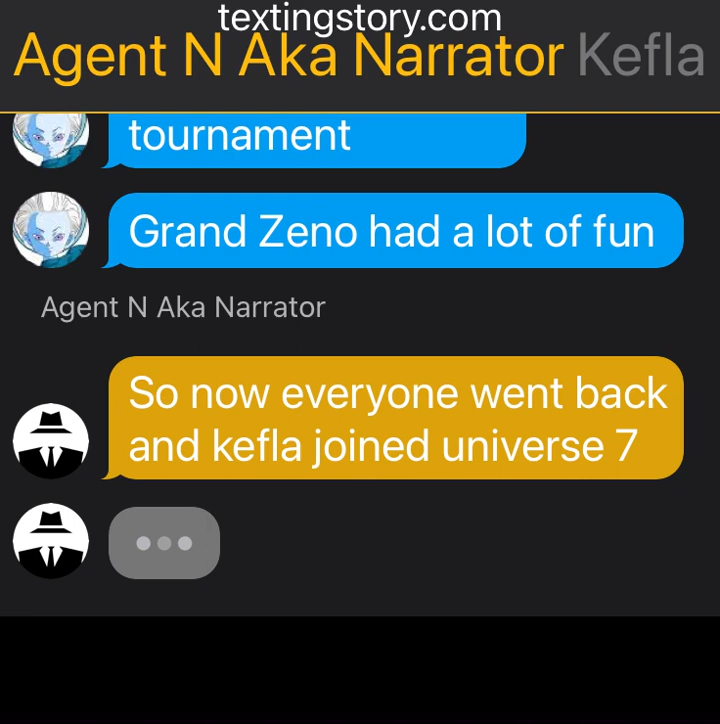 textingstory.com
Agent N Aka Narrator Kefla
tournament
Grand Zeno had a lot of fun
Agent N Aka Narrator
So now everyone went back
and kefla joined universe 7